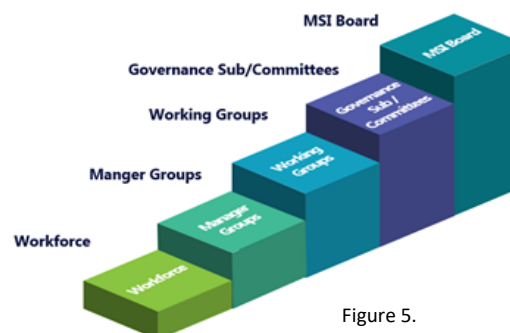 MSI Board
MSI Board
Governance Sub/Committees
Governance
Sub /
Committees
Working Groups
Working
Groups
Manger Groups
Manager
Groups
Workforce
Workforce
Figure 5.